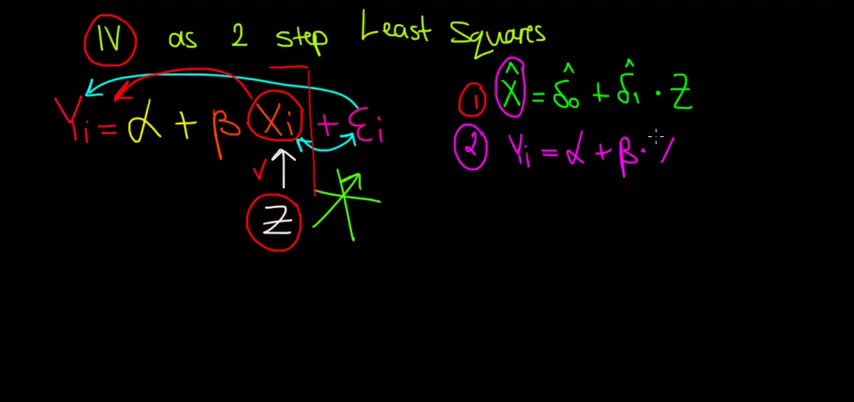 IV as 2 step Least Squares
Yi = α + β Xi + εi
Z
① X̂ = δ̂₀ + δ̂₁ · Z
② Yi = α + β ·